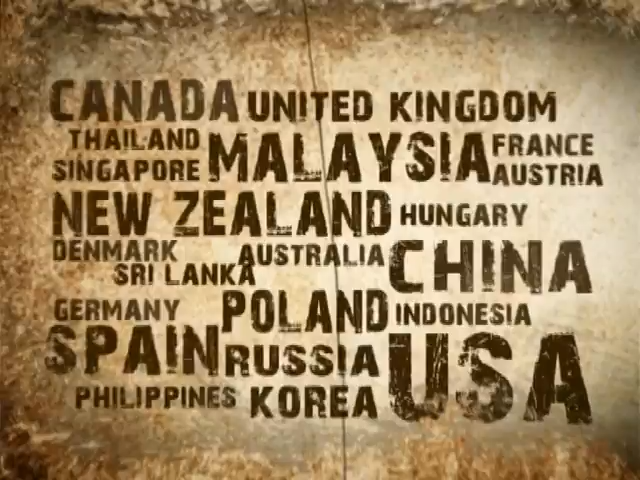 CANADA UNITED KINGDOM
THAILAND MALAYSIA FRANCE
SINGAPORE AUSTRIA
NEW ZEALAND HUNGARY
DENMARK AUSTRALIA CHINA
SRI LANKA
GERMANY POLAND INDONESIA
SPAIN RUSSIA USA
PHILIPPINES KOREA